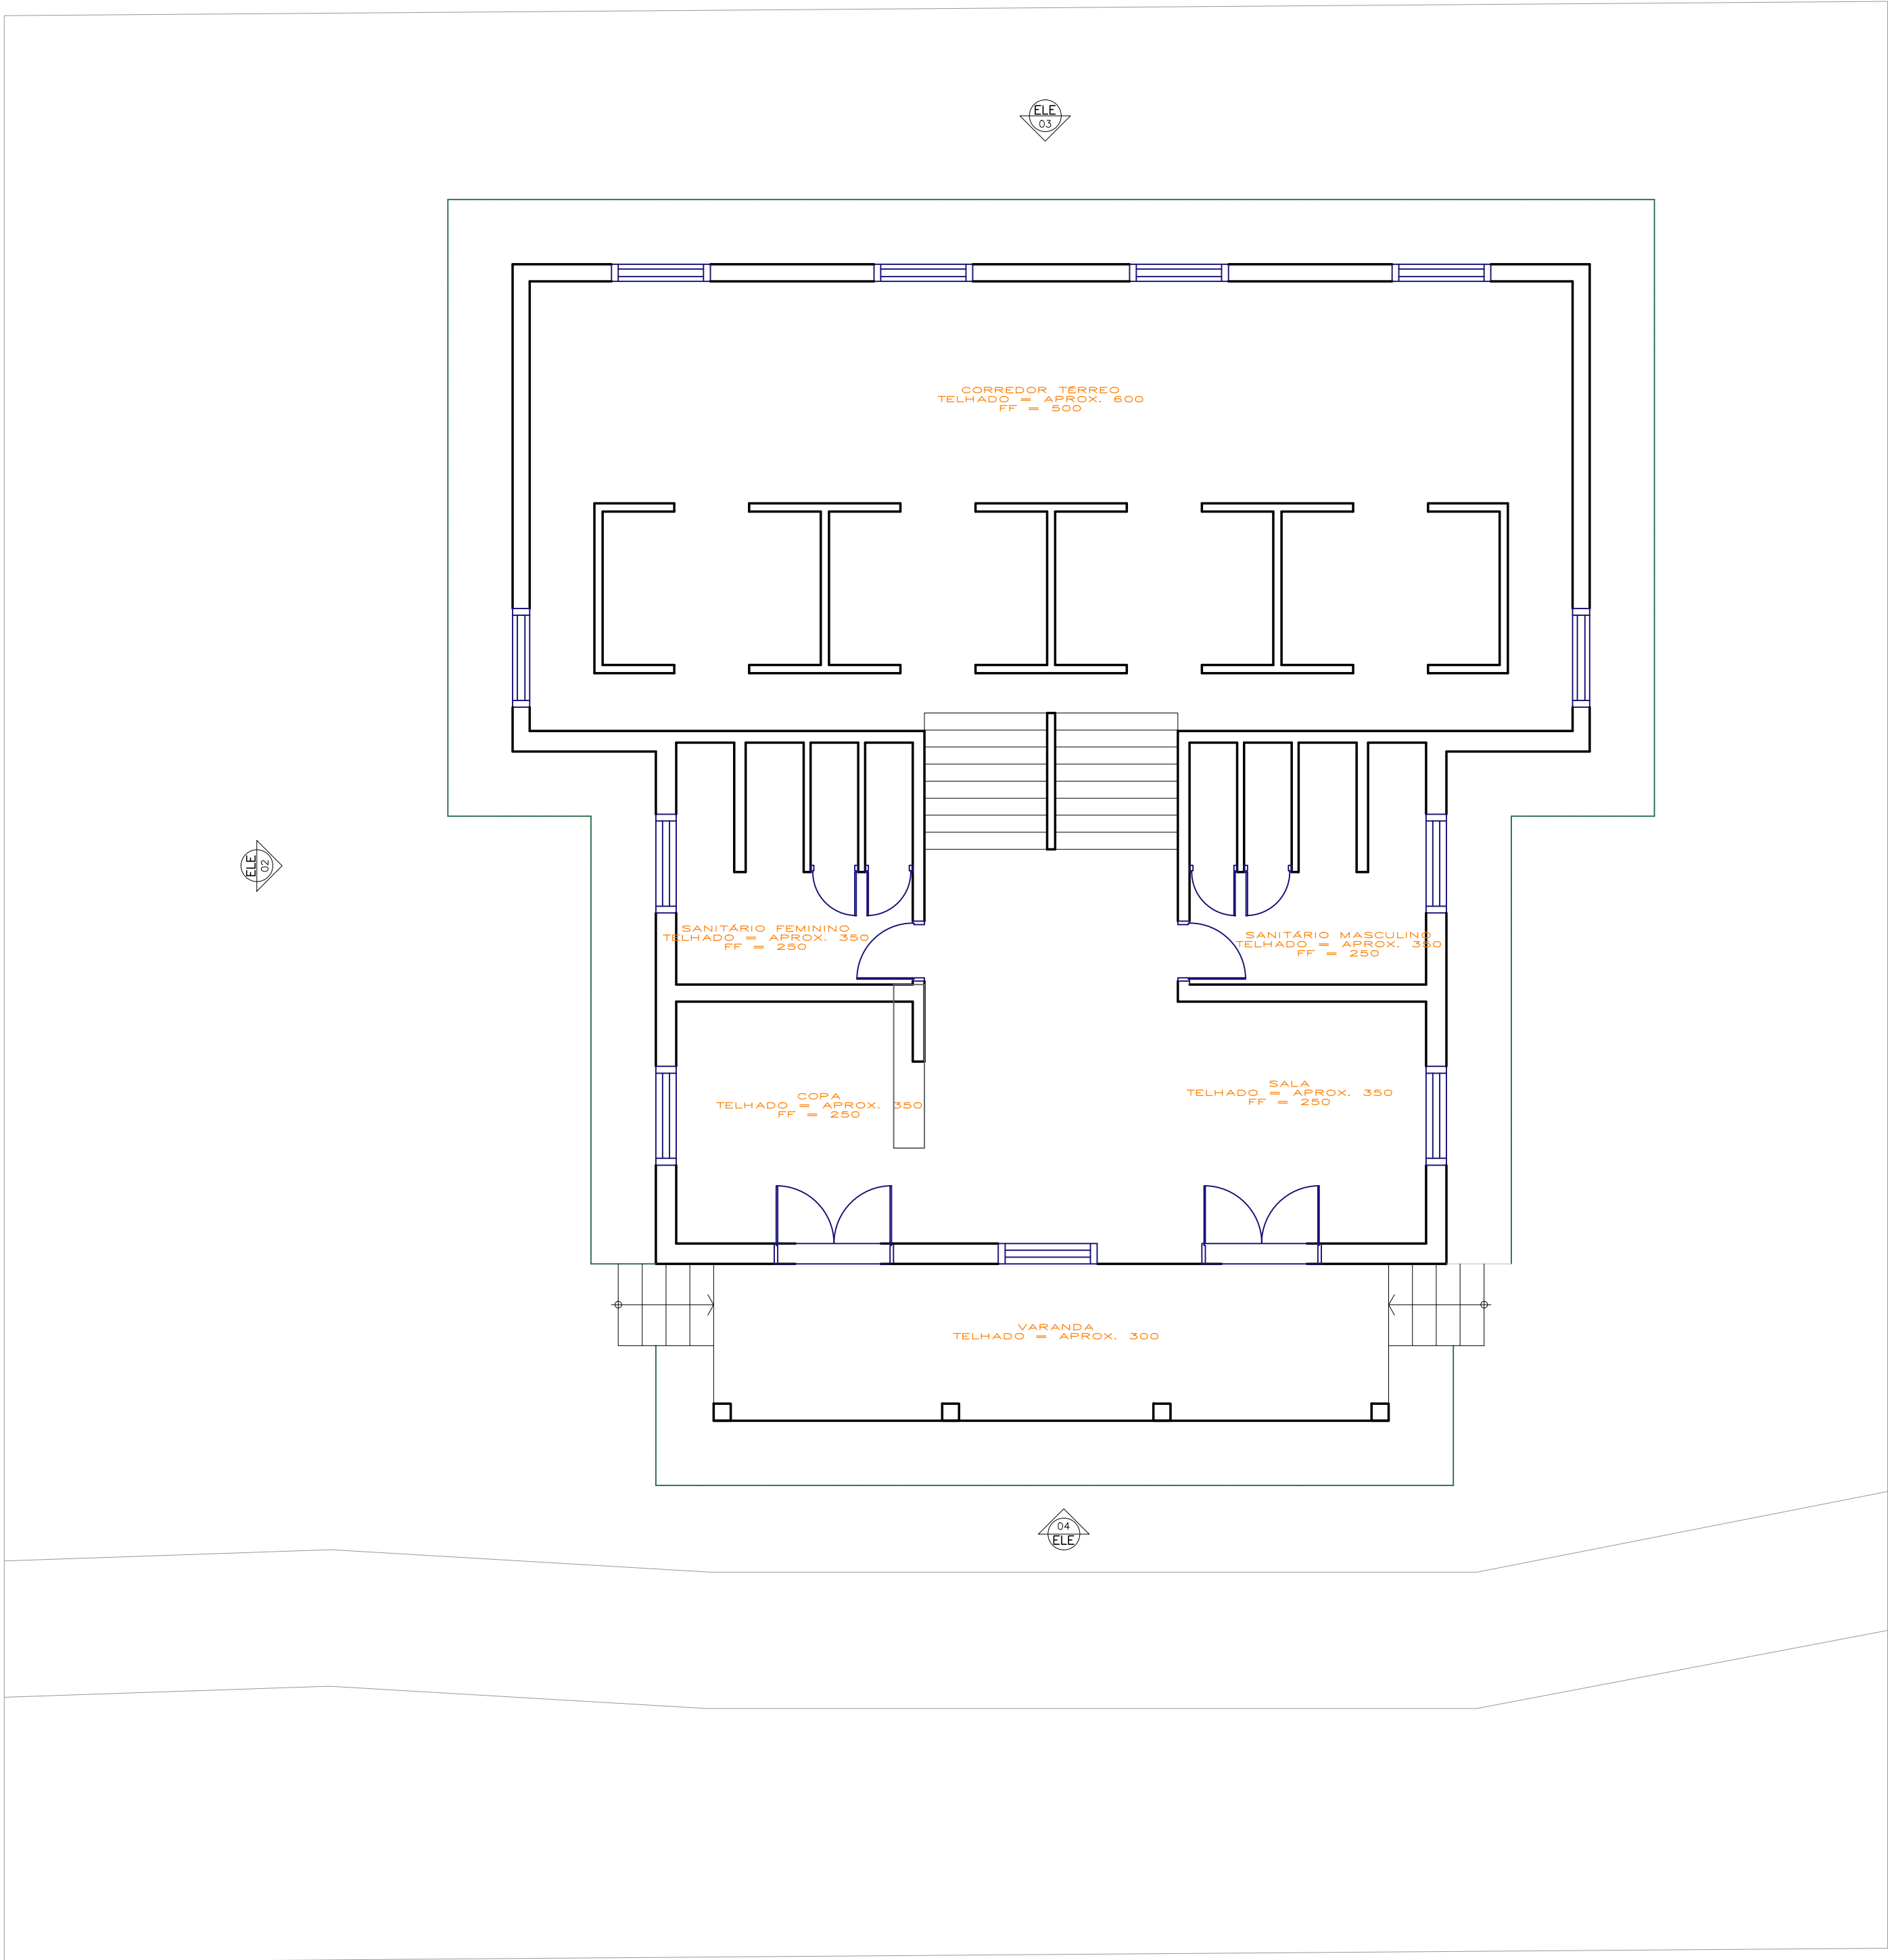 ELE
03
CORREDOR TÉRREO
TELHADO = APROX. 600
FF = 500
ELE
02
SANITÁRIO FEMININO
TELHADO = APROX. 350
FF = 250
SANITÁRIO MASCULINO
TELHADO = APROX. 350
FF = 250
COPA
TELHADO = APROX. 350
FF = 250
SALA
TELHADO = APROX. 350
FF = 250
VARANDA
TELHADO = APROX. 300
04
ELE